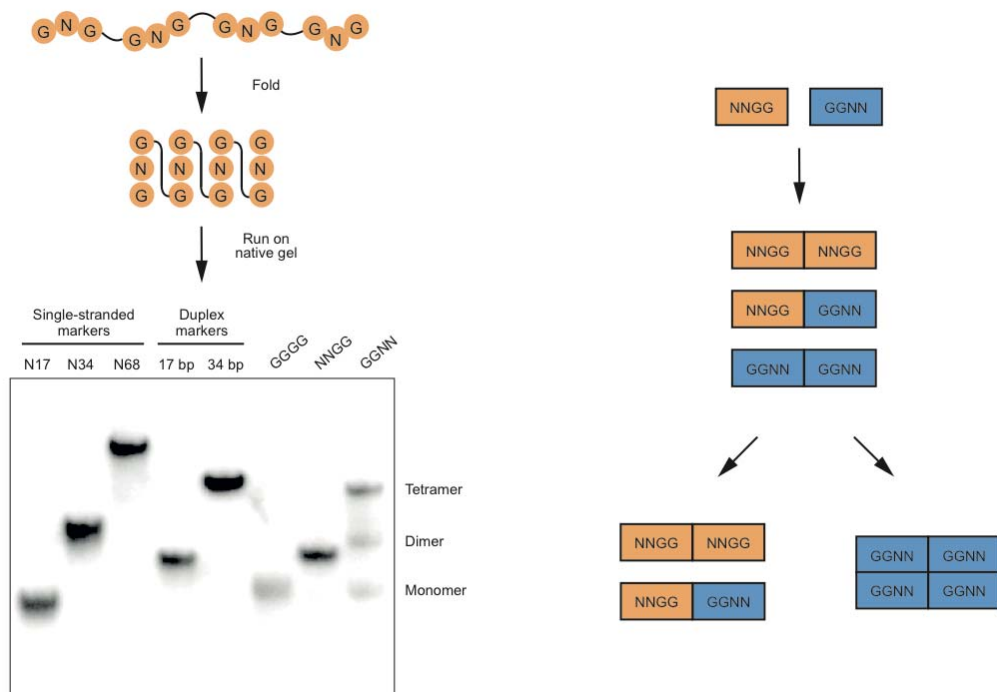 G N G G N G G N G G N G
Fold
G G G G
N N N N
G G G G
Run on
native gel
Single-stranded
markers
Duplex
markers
N17 N34 N68 17 bp 34 bp GGGG NNGG GGNN
Tetramer
Dimer
Monomer
NNGG GGNN
NNGG NNGG
NNGG GGNN
GGNN GGNN
NNGG NNGG
NNGG GGNN
GGNN GGNN
GGNN GGNN